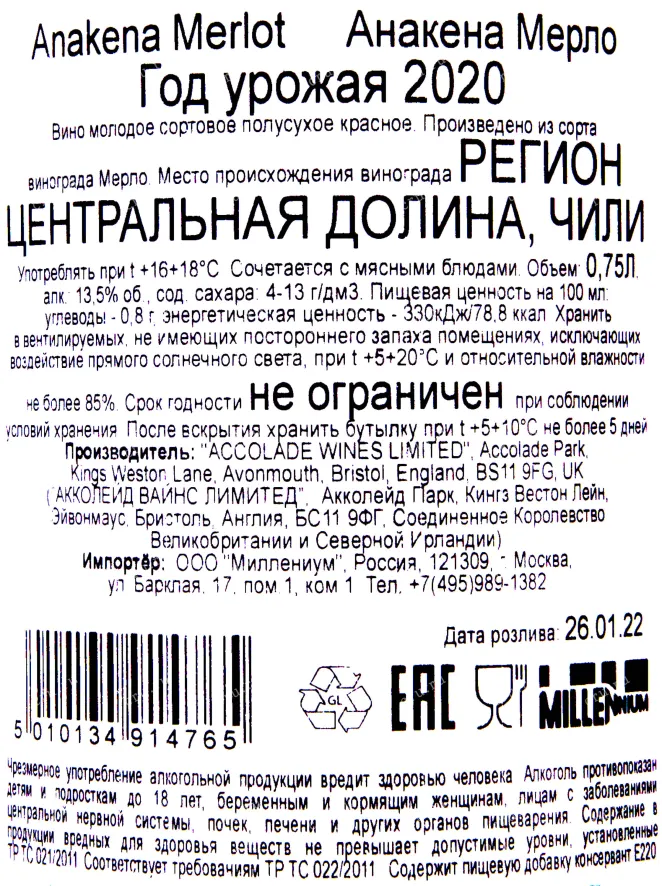 Anakena Merlot Анакена Мерло
Год урожая 2020
Вино молодое сортовое полусухое красное. Произведено из сорта
винограда Мерло. Место происхождения винограда РЕГИОН
ЦЕНТРАЛЬНАЯ ДОЛИНА, ЧИЛИ
Употреблять при t +16+18°С Сочетается с мясными блюдами. Объем: 0,75Л,
алк. 13,5% об., сод. сахара: 4-13 г/дм3. Пищевая ценность на 100 мл:
углеводы - 0,8 г, энергетическая ценность - 330кДж/78,8 ккал Хранить
в вентилируемых, не имеющих постороннего запаха помещениях, исключающих
воздействие прямого солнечного света, при t +5+20°С и относительной влажности
не более 85%. Срок годности не ограничен при соблюдении
условий хранения После вскрытия хранить бутылку при t +5+10°С не более 5 дней
Производитель: "ACCOLADE WINES LIMITED", Accolade Park,
Kings Weston Lane, Avonmouth, Bristol, England, BS11 9FG, UK
("АККОЛЕЙД ВАЙНС ЛИМИТЕД", Акколейд Парк, Кингз Вестон Лейн,
Эйвонмаус, Бристоль, Англия, БС11 9ФГ, Соединенное Королевство
Великобритании и Северной Ирландии)
Импортёр: ООО "Миллениум", Россия, 121309, г. Москва,
ул Барклая, 17, пом 1, ком 1 Тел. +7(495)989-1382
Дата розлива: 26.01.22
GL EAC MILLENNIUM
5 010134 914765
Чрезмерное употребление алкогольной продукции вредит здоровью человека Алкоголь противопоказан
детям и подросткам до 18 лет, беременным и кормящим женщинам, лицам с заболеваниями
центральной нервной системы, почек, печени и других органов пищеварения. Содержание в
продукции вредных для здоровья веществ не превышает допустимые уровни, установленные
ТР ТС 021/2011 Соответствует требованиям ТР ТС 022/2011 Содержит пищевую добавку консервант Е220